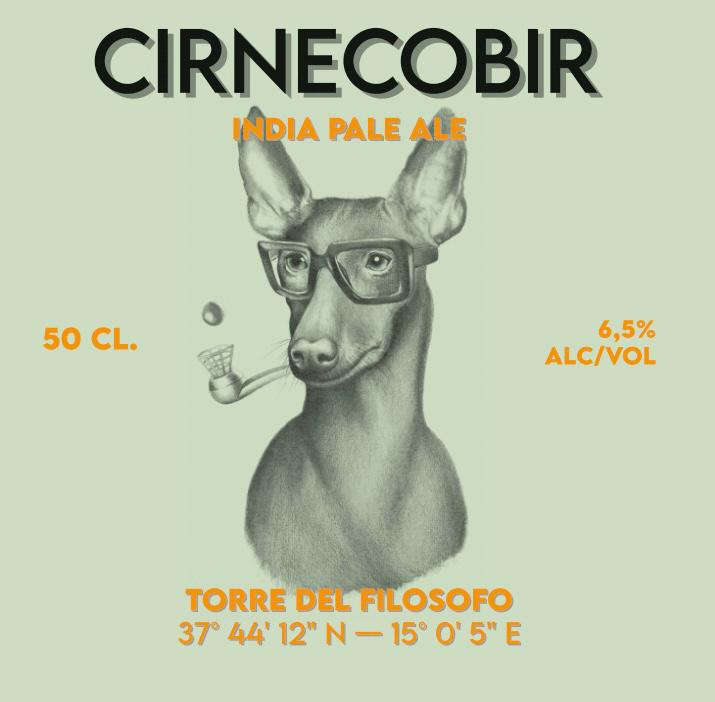 CIRNECOBIR
INDIA PALE ALE
50 CL.
6,5%
ALC/VOL
TORRE DEL FILOSOFO
37° 44' 12" N — 15° 0' 5" E